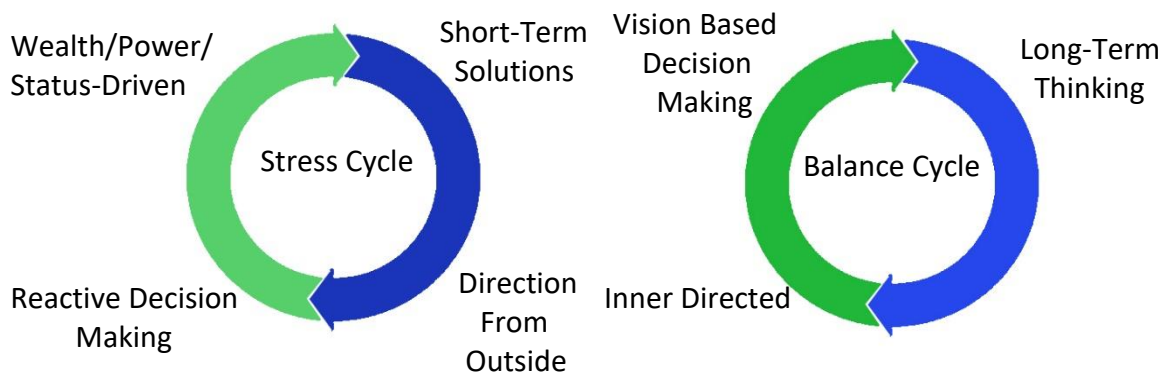 Wealth/Power/
Status-Driven
Short-Term
Solutions
Stress Cycle
Reactive Decision
Making
Direction
From
Outside
Vision Based
Decision
Making
Long-Term
Thinking
Balance Cycle
Inner Directed